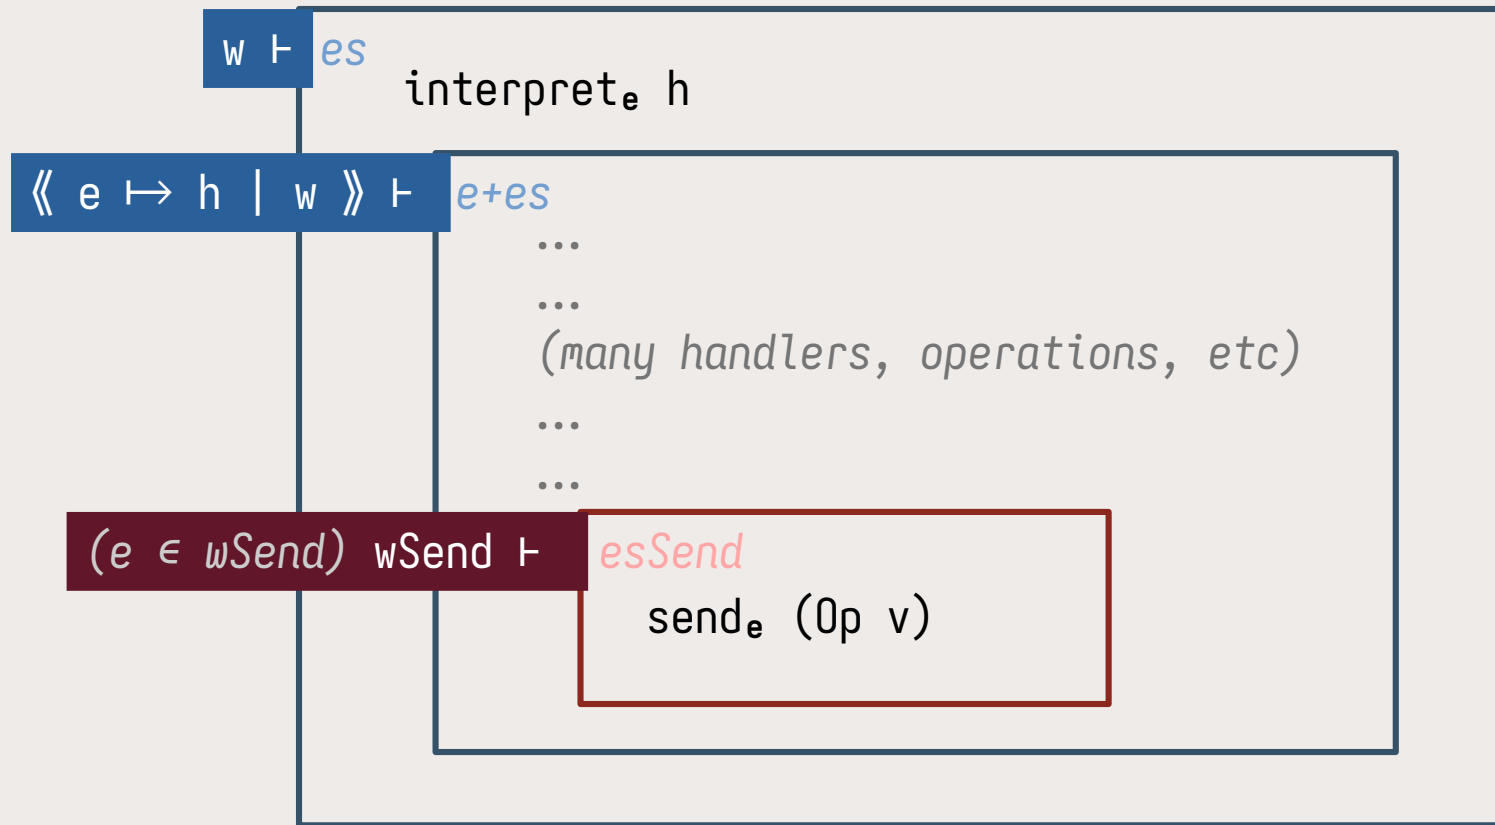 w ⊢ es
interpretₑ h
⟪ e ⟼ h | w ⟫ ⊢ e+es
...
...
(many handlers, operations, etc)
...
...
(e ∊ wSend) wSend ⊢ esSend
sendₑ (Op v)